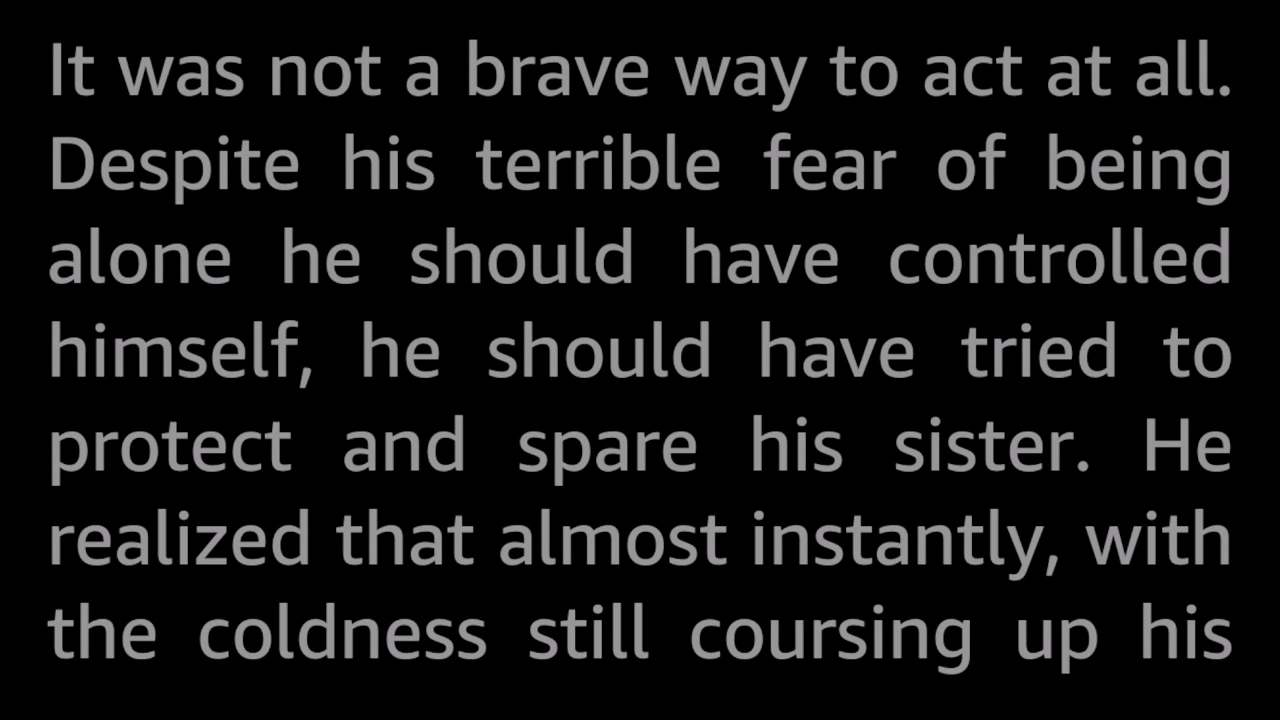 It was not a brave way to act at all.
Despite his terrible fear of being
alone he should have controlled
himself, he should have tried to
protect and spare his sister. He
realized that almost instantly, with
the coldness still coursing up his